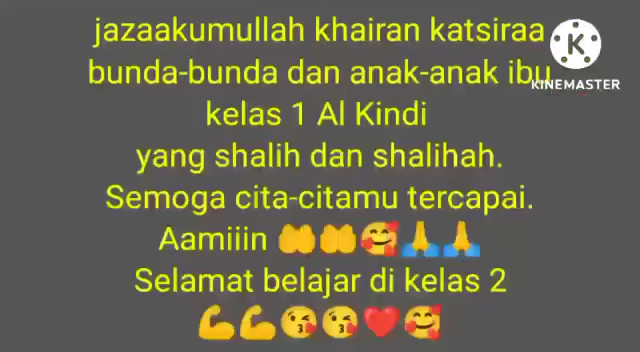 jazaakumullah khairan katsiraa
bunda-bunda dan anak-anak ibu
kelas 1 Al Kindi
yang shalih dan shalihah.
Semoga cita-citamu tercapai.
Aamiiin 🤲🤲🥰🙏🙏
Selamat belajar di kelas 2
💪💪😘😘❤️🥰
K
KINEMASTER